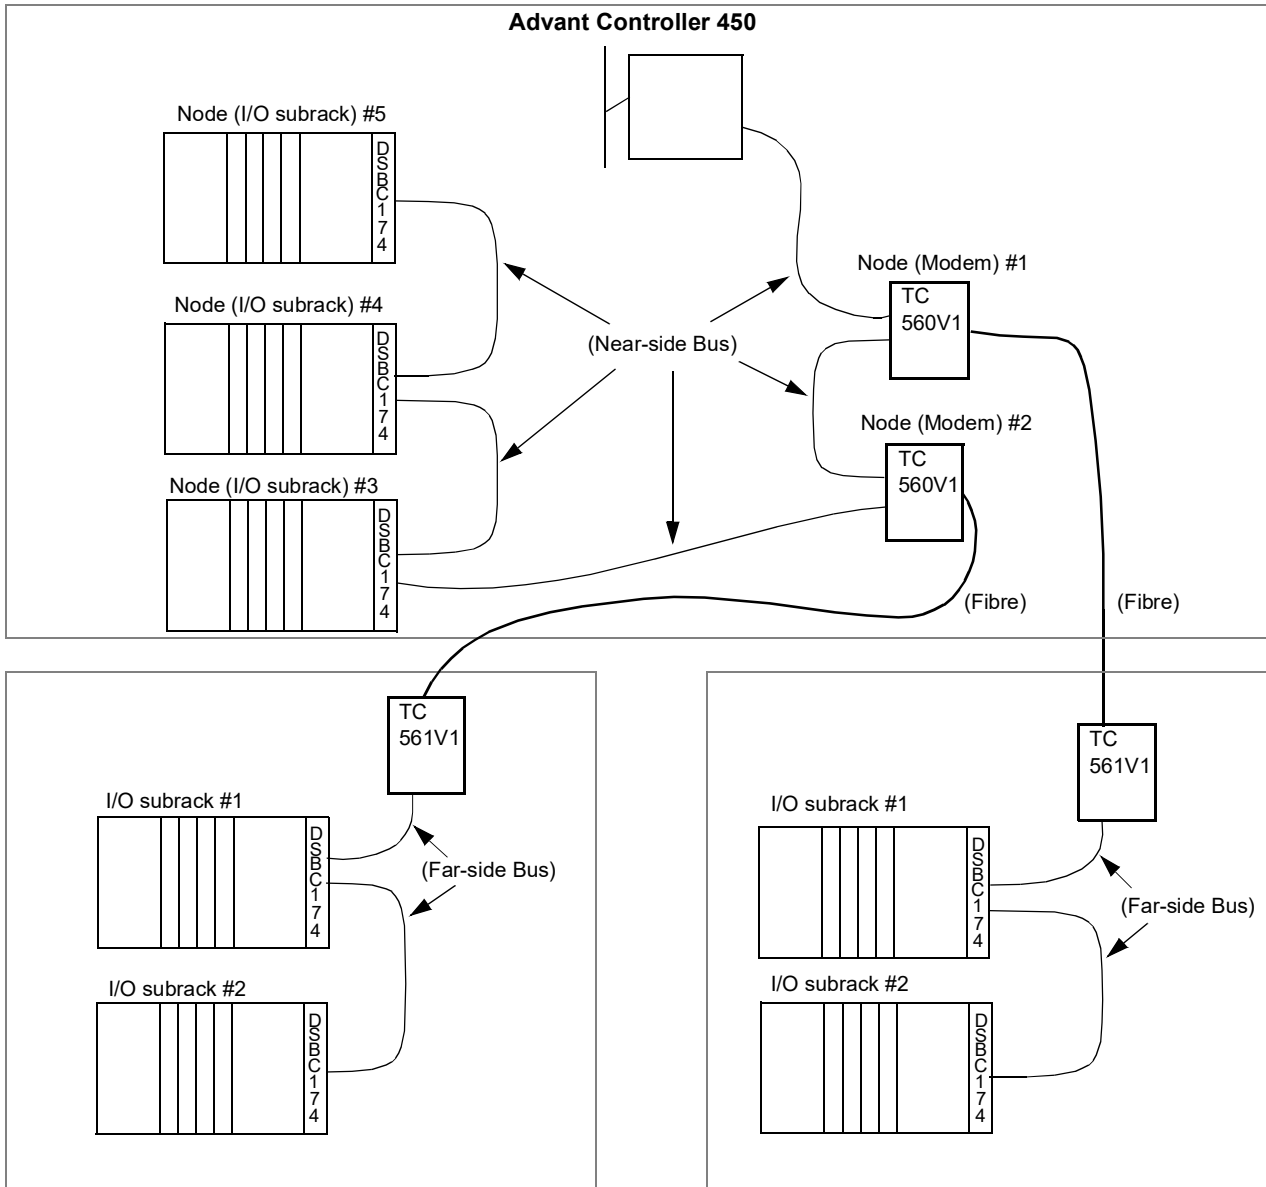 Advant Controller 450
Node (I/O subrack) #5
DSBC174
Node (I/O subrack) #4
DSBC174
Node (I/O subrack) #3
DSBC174
(Near-side Bus)
Node (Modem) #1
TC
560V1
Node (Modem) #2
TC
560V1
(Fibre)
(Fibre)
TC
561V1
I/O subrack #1
DSBC174
(Far-side Bus)
I/O subrack #2
DSBC174
TC
561V1
I/O subrack #1
DSBC174
(Far-side Bus)
I/O subrack #2
DSBC174